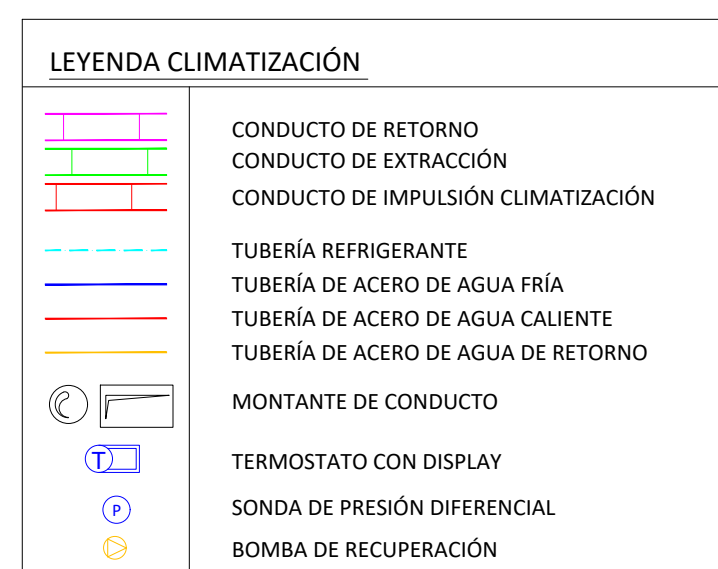 LEYENDA CLIMATIZACIÓN
CONDUCTO DE RETORNO
CONDUCTO DE EXTRACCIÓN
CONDUCTO DE IMPULSIÓN CLIMATIZACIÓN
TUBERÍA REFRIGERANTE
TUBERÍA DE ACERO DE AGUA FRÍA
TUBERÍA DE ACERO DE AGUA CALIENTE
TUBERÍA DE ACERO DE AGUA DE RETORNO
MONTANTE DE CONDUCTO
T TERMOSTATO CON DISPLAY
P SONDA DE PRESIÓN DIFERENCIAL
BOMBA DE RECUPERACIÓN